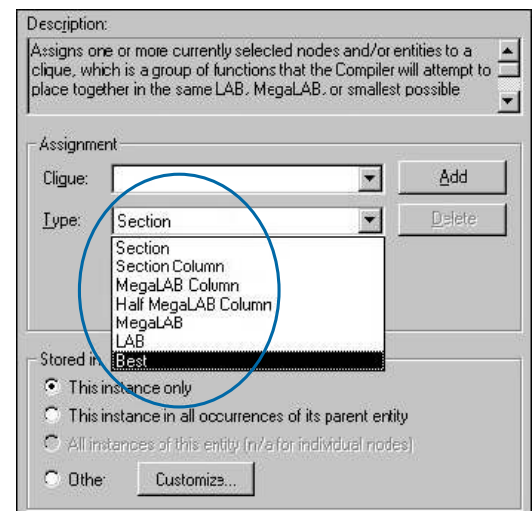 Description:
Assigns one or more currently selected nodes and/or entities to a
clique, which is a group of functions that the Compiler will attempt to
place together in the same LAB, MegaLAB, or smallest possible
Assignment
Clique:
Add
Type:
Section
Delete
Section
Section Column
MegaLAB Column
Half MegaLAB Column
MegaLAB
LAB
Best
Stored in
This instance only
This instance in all occurrences of its parent entity
All instances of this entity (n/a for individual nodes)
Other
Customize...